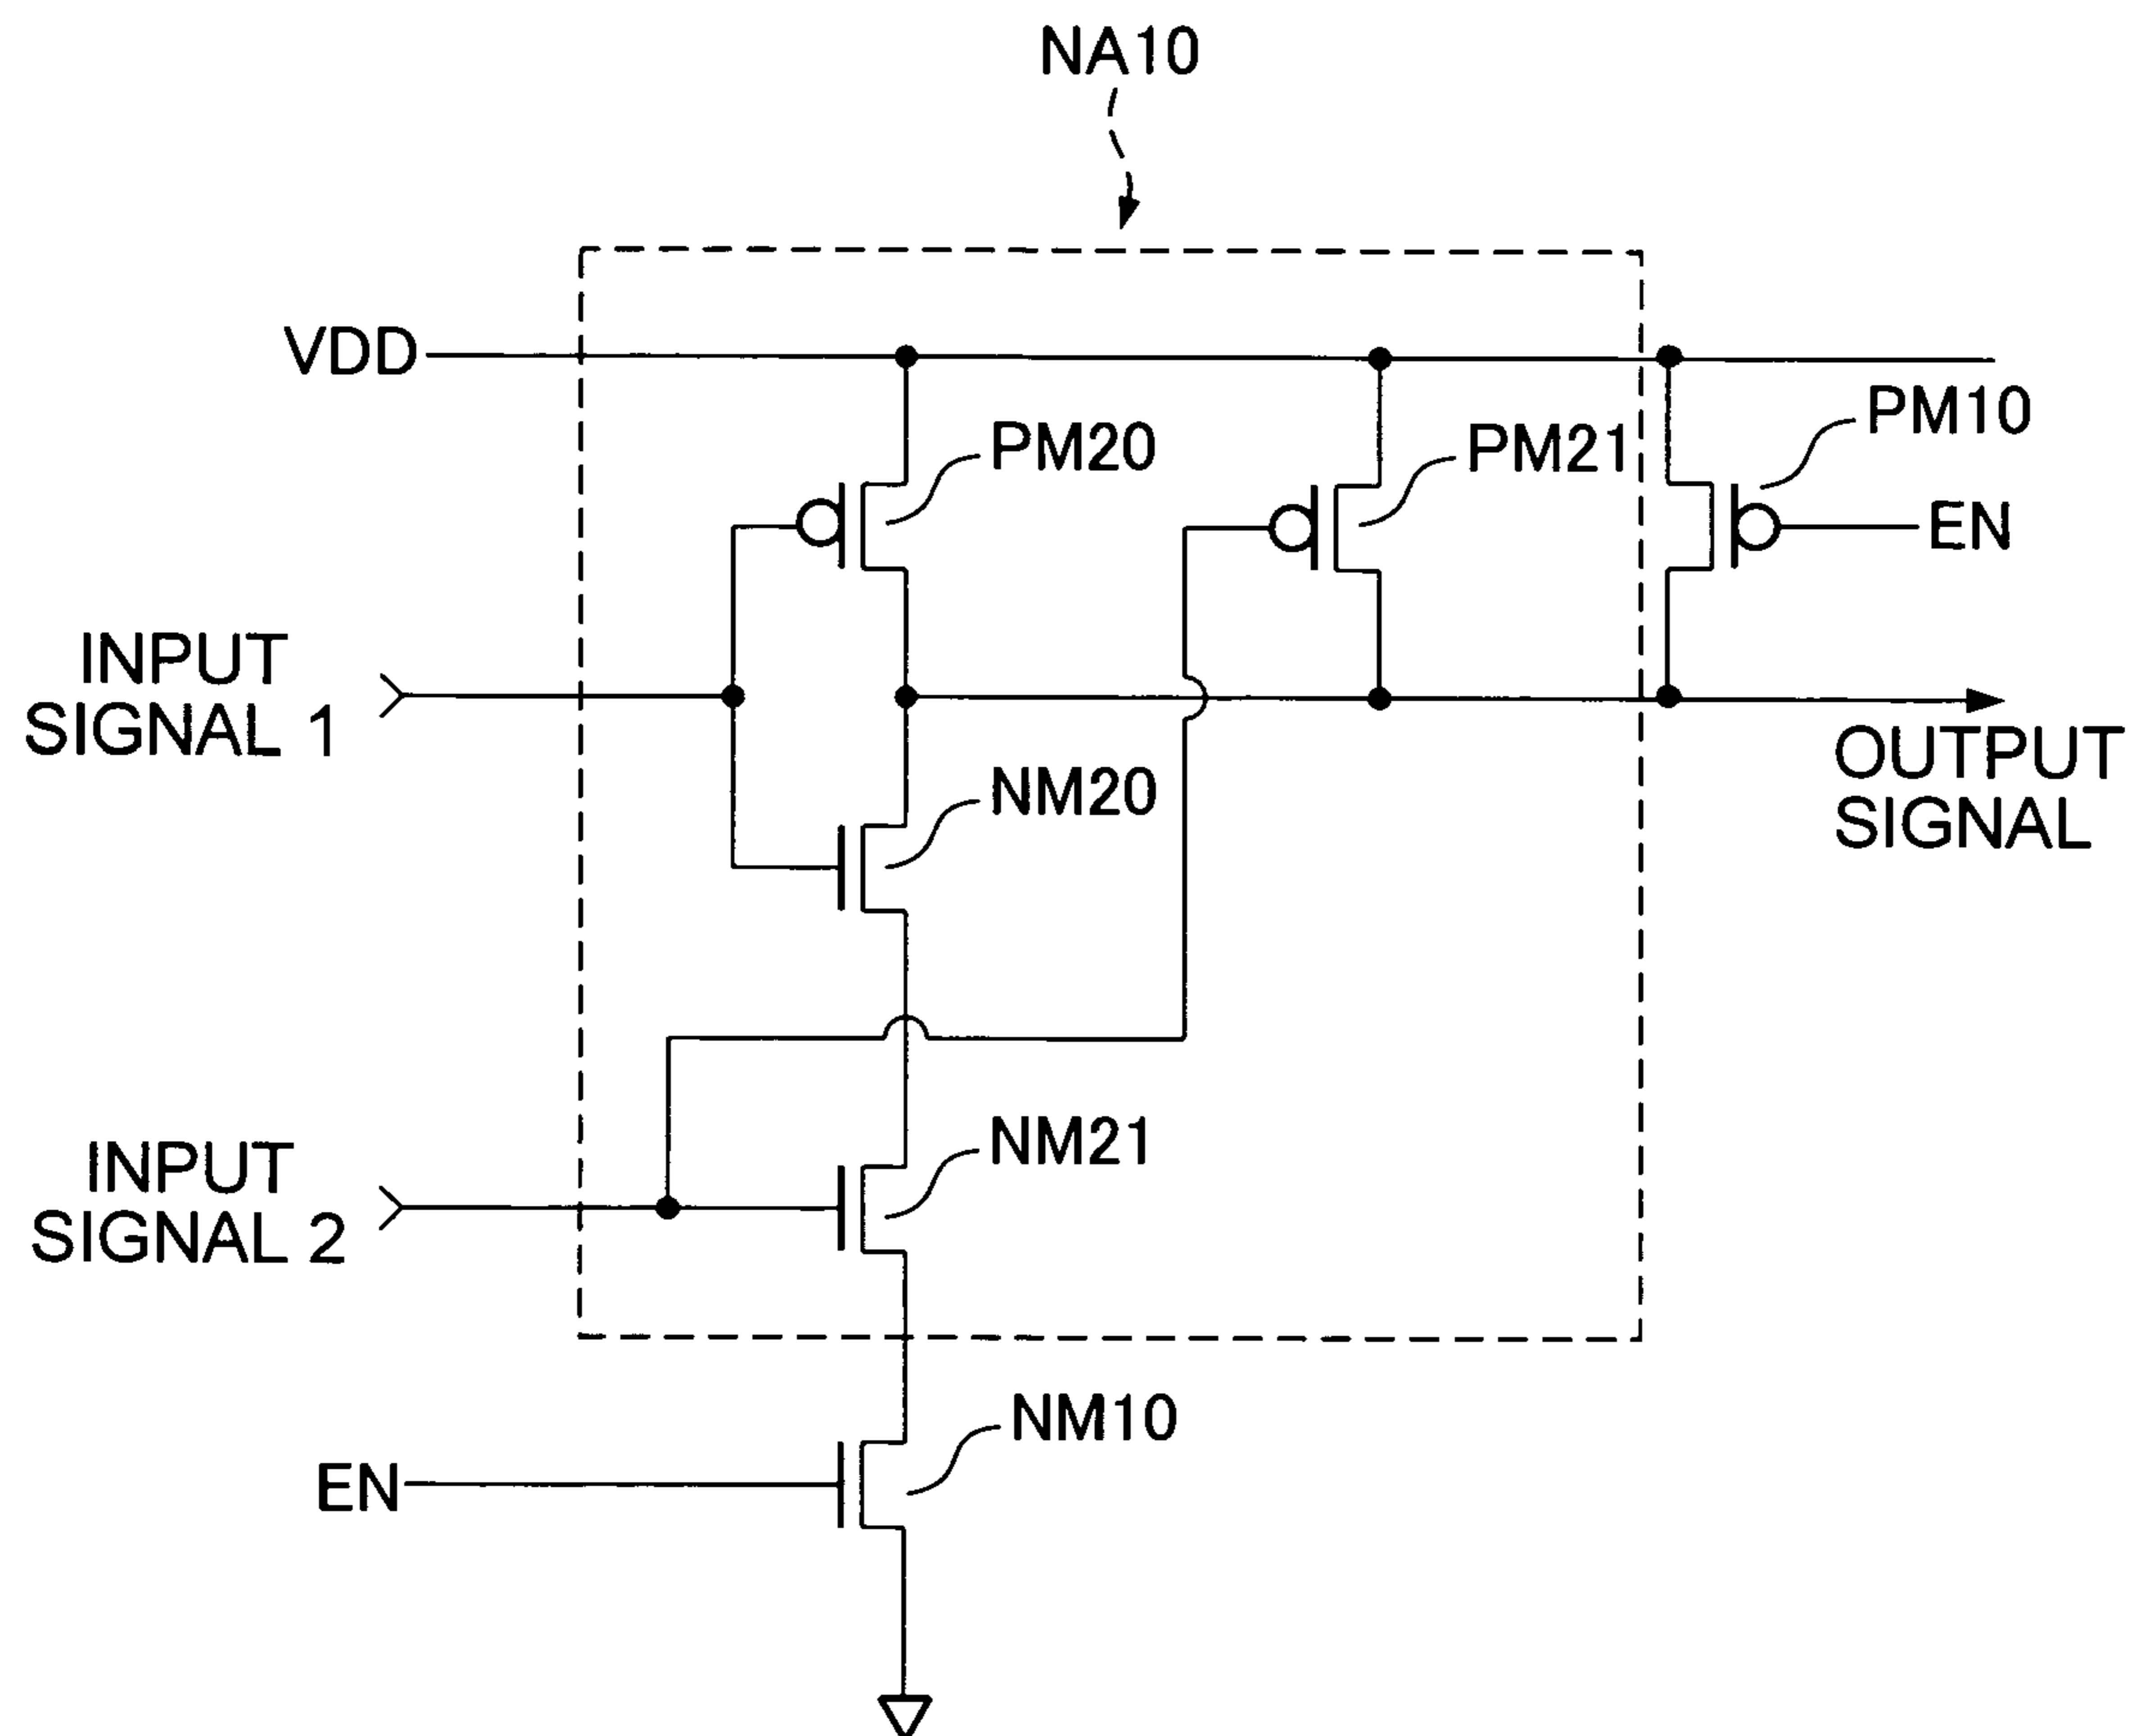 NA10
VDD
PM10
PM20
PM21
EN
INPUT
SIGNAL 1
OUTPUT
SIGNAL
NM20
INPUT
SIGNAL 2
NM21
NM10
EN